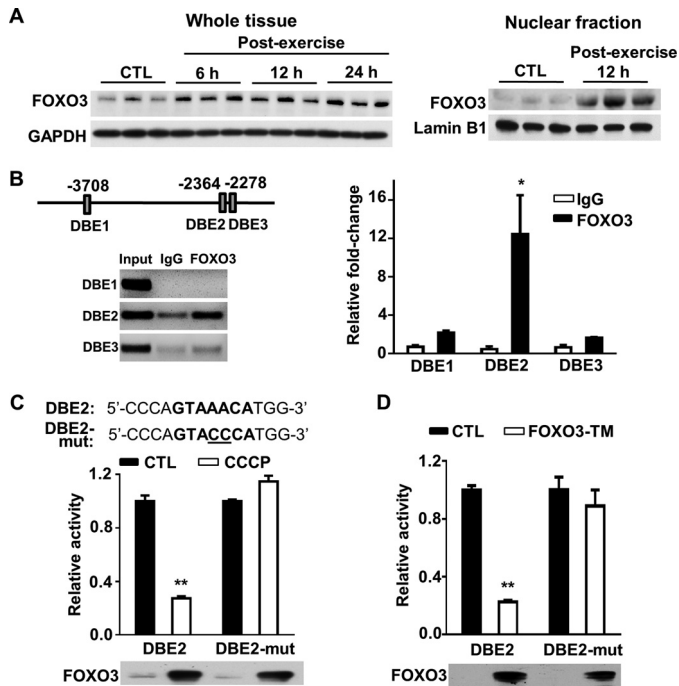 A
Whole tissue
Nuclear fraction
Post-exercise
CTL 6 h 12 h 24 h
FOXO3
GAPDH
Post-exercise
CTL 12 h
FOXO3
Lamin B1
B
-3708 -2364 -2278
DBE1 DBE2 DBE3
Input IgG FOXO3
DBE1
DBE2
DBE3
Relative fold-change
16
12
8
4
0
*
IgG
FOXO3
DBE1 DBE2 DBE3
C
DBE2: 5'-CCCAGTAAACATGG-3'
DBE2-mut: 5'-CCCAGTACCCATGG-3'
CTL CCCP
Relative activity
1.2
0.8
0.4
0.0
**
DBE2 DBE2-mut
FOXO3
D
CTL FOXO3-TM
Relative activity
1.2
0.8
0.4
0.0
**
DBE2 DBE2-mut
FOXO3